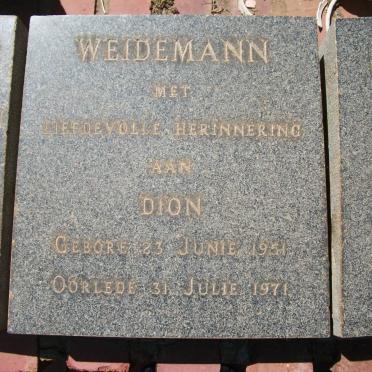 WEIDEMANN
MET
LIEFDEVOLLE HERINNERING
AAN
DION
GEBORE 23 JUNIE 1951
OORLEDE 31 JULIE 1971